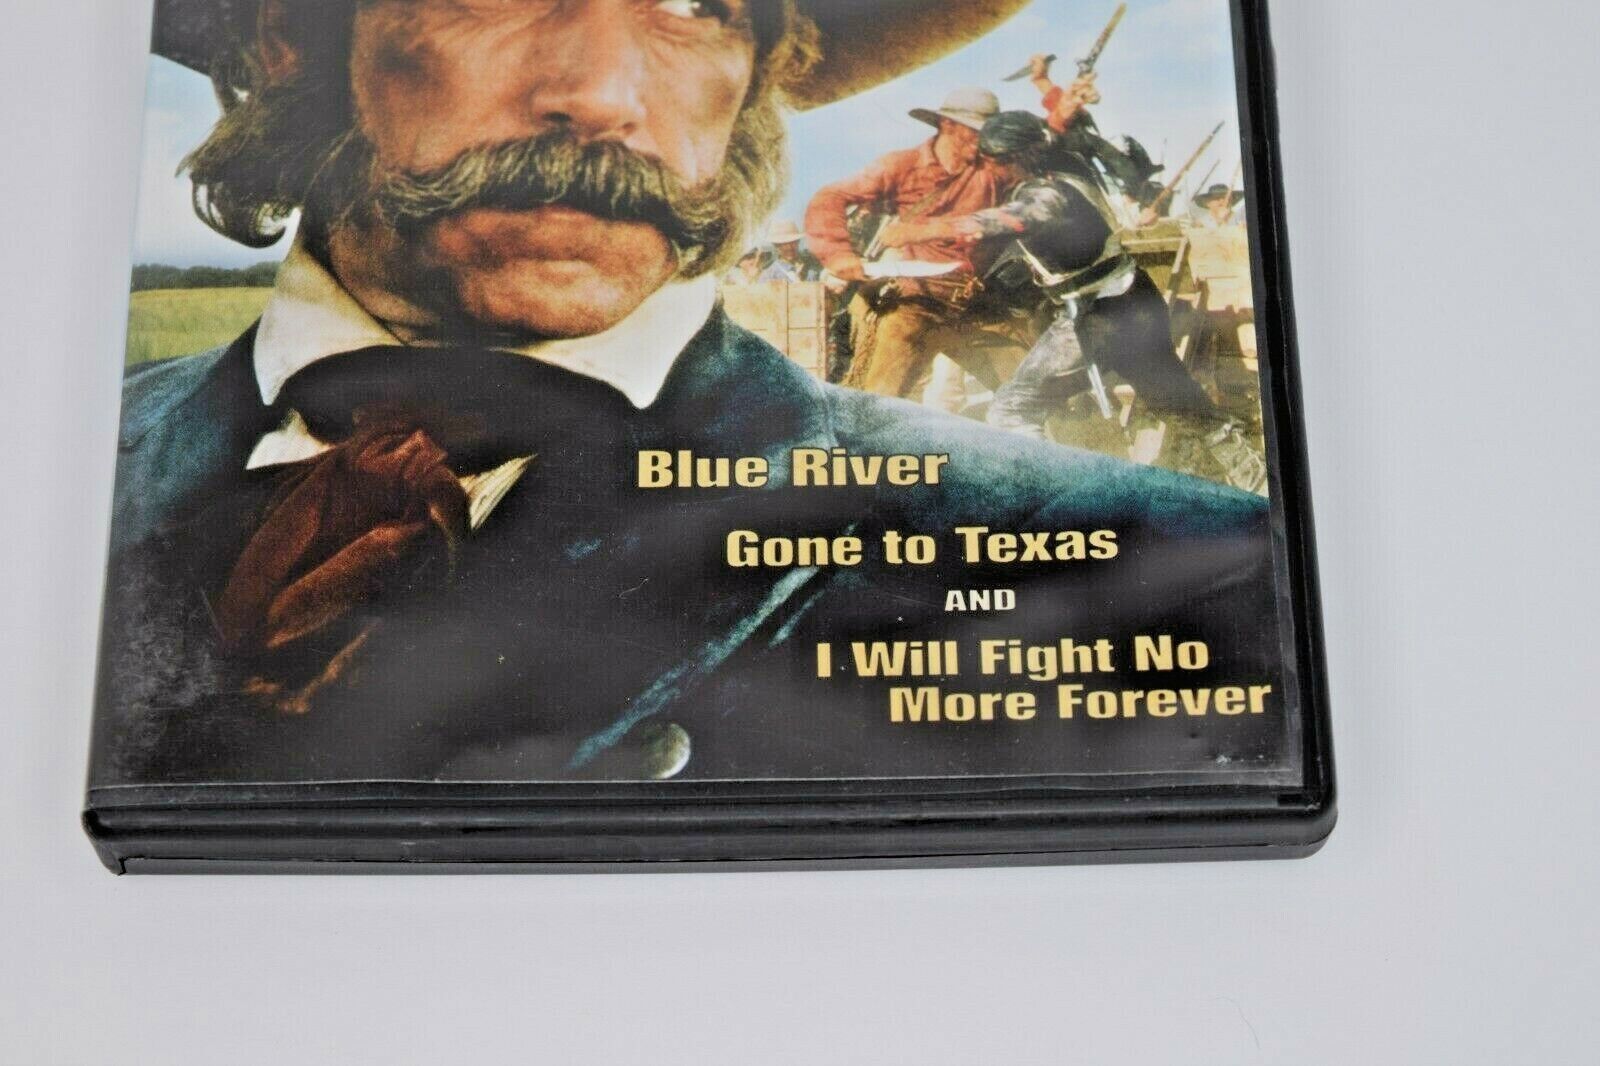 Blue River
Gone to Texas
AND
I Will Fight No
More Forever